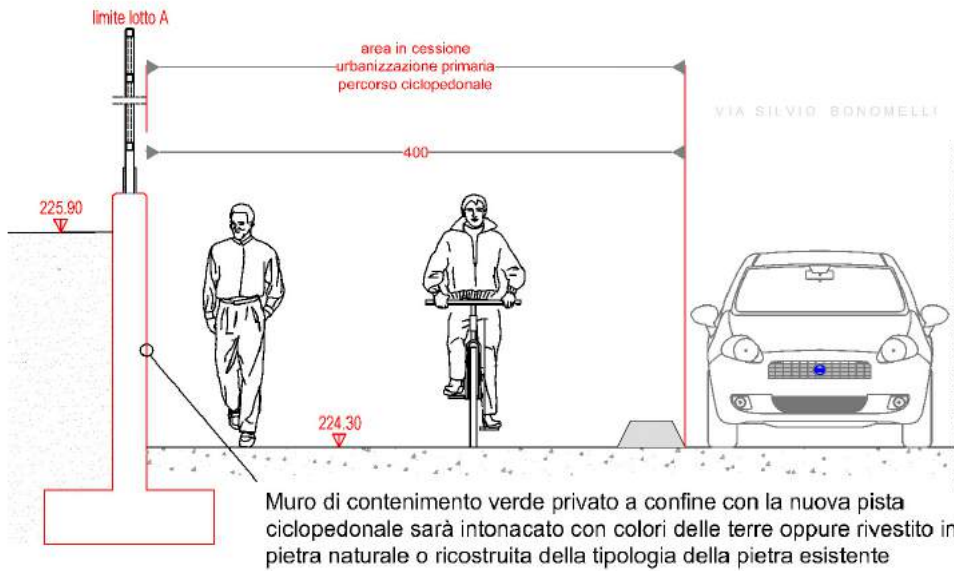 limite lotto A
area in cessione
urbanizzazione primaria
percorso ciclopedonale
VIA SILVIO BONOMELLI
400
225.90
224.30
Muro di contenimento verde privato a confine con la nuova pista
ciclopedonale sarà intonacato con colori delle terre oppure rivestito in
pietra naturale o ricostruita della tipologia della pietra esistente